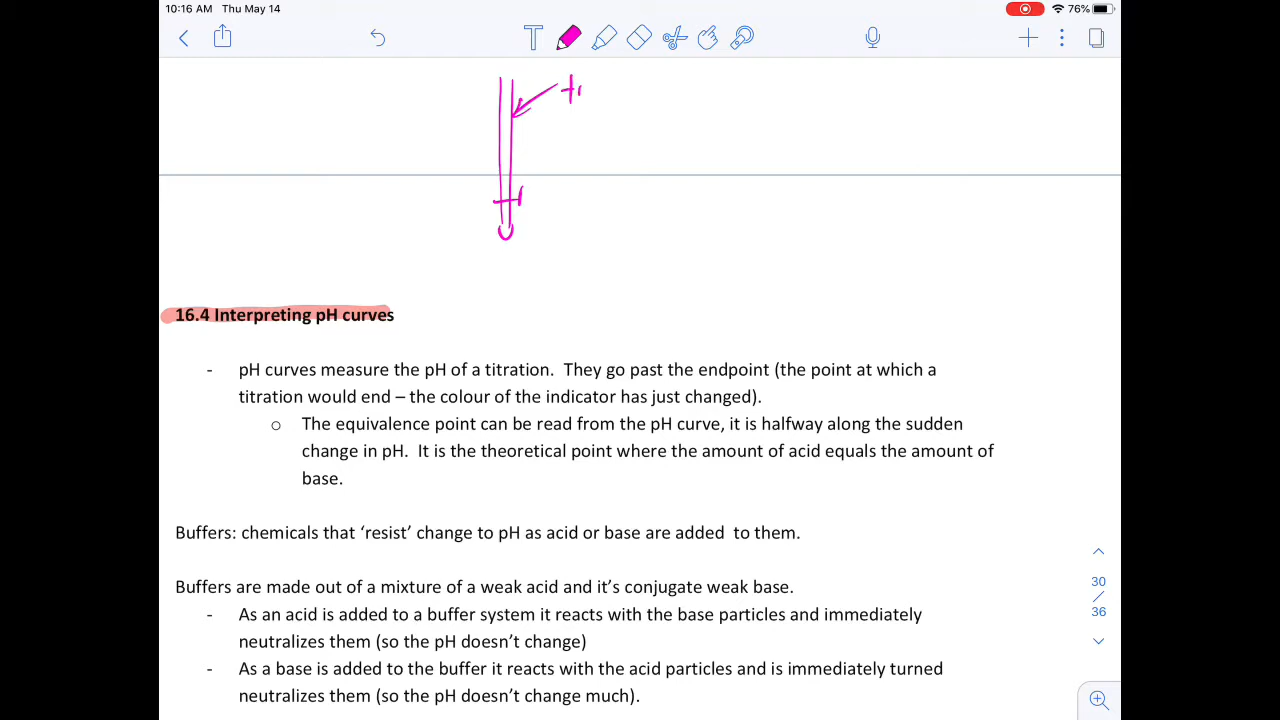 10:16 AM Thu May 14
76%
T
16.4 Interpreting pH curves
- pH curves measure the pH of a titration. They go past the endpoint (the point at which a
titration would end – the colour of the indicator has just changed).
o The equivalence point can be read from the pH curve, it is halfway along the sudden
change in pH. It is the theoretical point where the amount of acid equals the amount of
base.
Buffers: chemicals that ‘resist’ change to pH as acid or base are added to them.
Buffers are made out of a mixture of a weak acid and it’s conjugate weak base.
- As an acid is added to a buffer system it reacts with the base particles and immediately
neutralizes them (so the pH doesn’t change)
- As a base is added to the buffer it reacts with the acid particles and is immediately turned
neutralizes them (so the pH doesn’t change much).
30
/
36